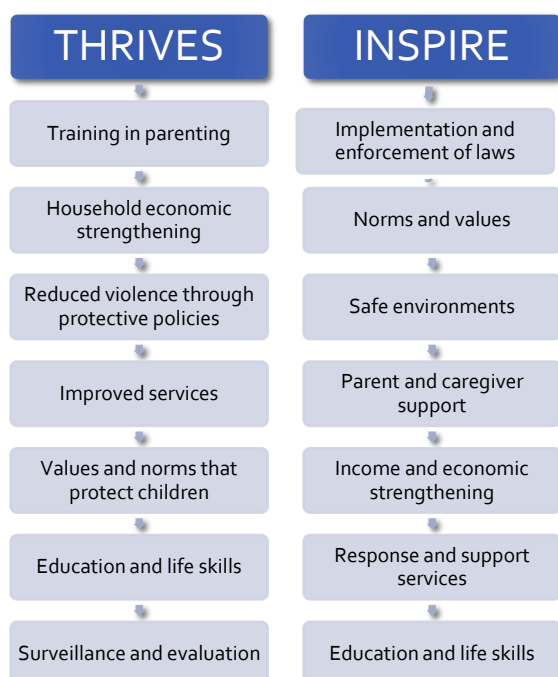 THRIVES
Training in parenting
Household economic
strengthening
Reduced violence through
protective policies
Improved services
Values and norms that
protect children
Education and life skills
Surveillance and evaluation
INSPIRE
Implementation and
enforcement of laws
Norms and values
Safe environments
Parent and caregiver
support
Income and economic
strengthening
Response and support
services
Education and life skills